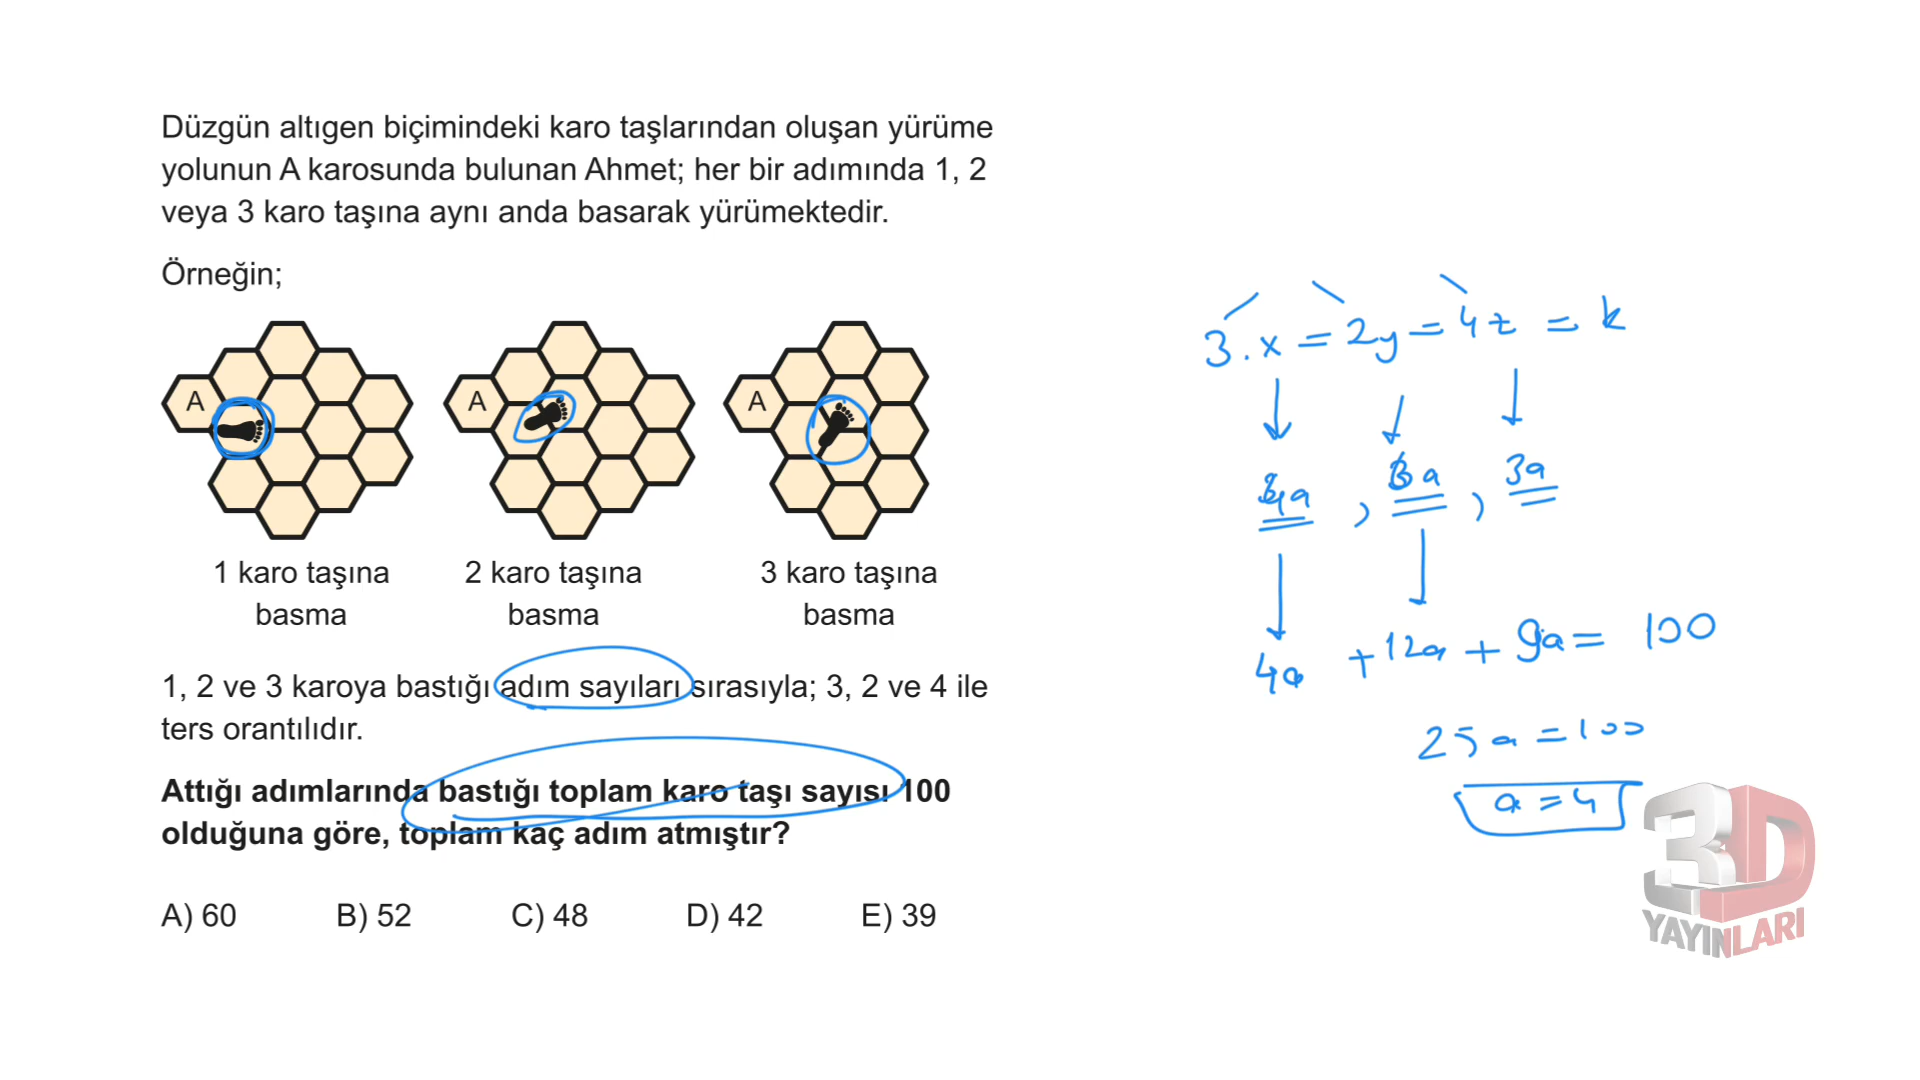 Düzgün altıgen biçimindeki karo taşlarından oluşan yürüme
yolunun A karosunda bulunan Ahmet; her bir adımında 1, 2
veya 3 karo taşına aynı anda basarak yürümektedir.
Örneğin;
A
A
A
1 karo taşına
basma
2 karo taşına
basma
3 karo taşına
basma
1, 2 ve 3 karoya bastığı adım sayıları sırasıyla; 3, 2 ve 4 ile
ters orantılıdır.
Attığı adımlarında bastığı toplam karo taşı sayısı 100
olduğuna göre, toplam kaç adım atmıştır?
A) 60 B) 52 C) 48 D) 42 E) 39
3.x = 2y = 4z = k
4a , 6a , 3a
4a + 12a + 9a = 100
25a = 100
a = 4
3D
YAYINLARI